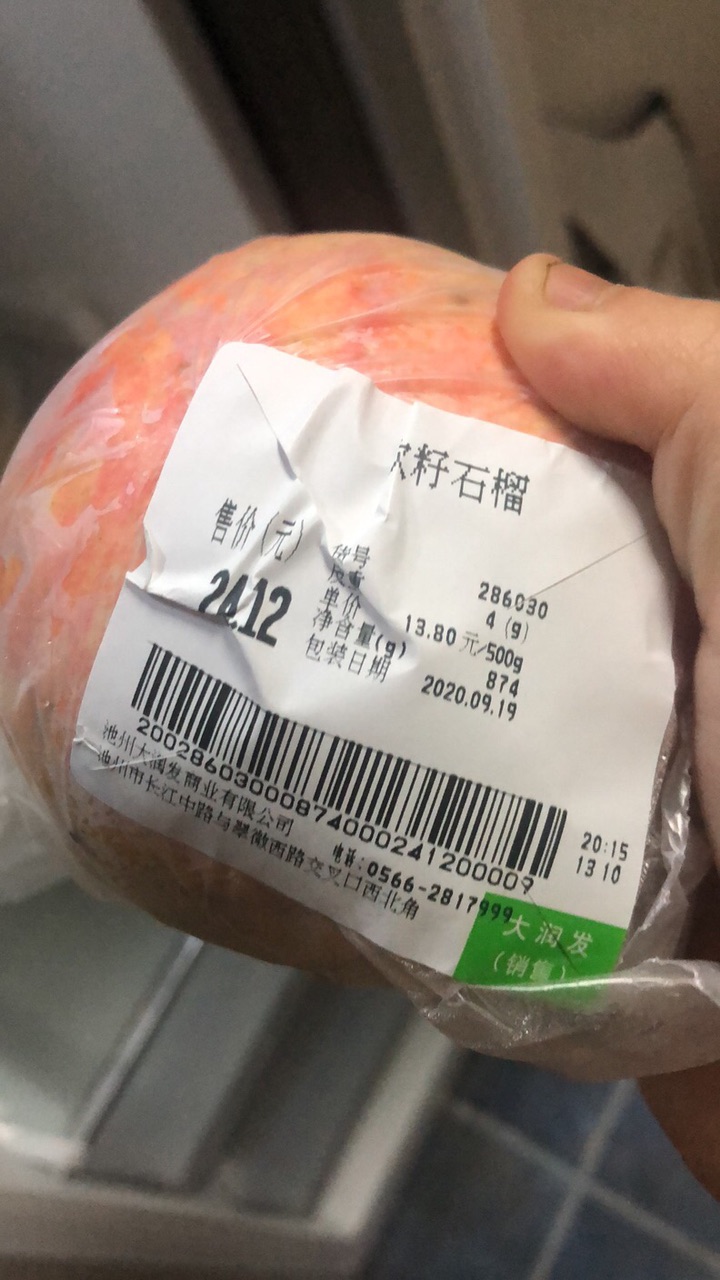 软籽石榴
售价(元)
24.12
货号 286030
皮重 4 (g)
单价 13.80 元/500g
净含量(g) 874
包装日期 2020.09.19
2002860300087400024120009
20:15
13 10
池州大润发商业有限公司
池州市长江中路与翠微西路交叉口西北角
电话:0566-2817999
大润发
(销售)